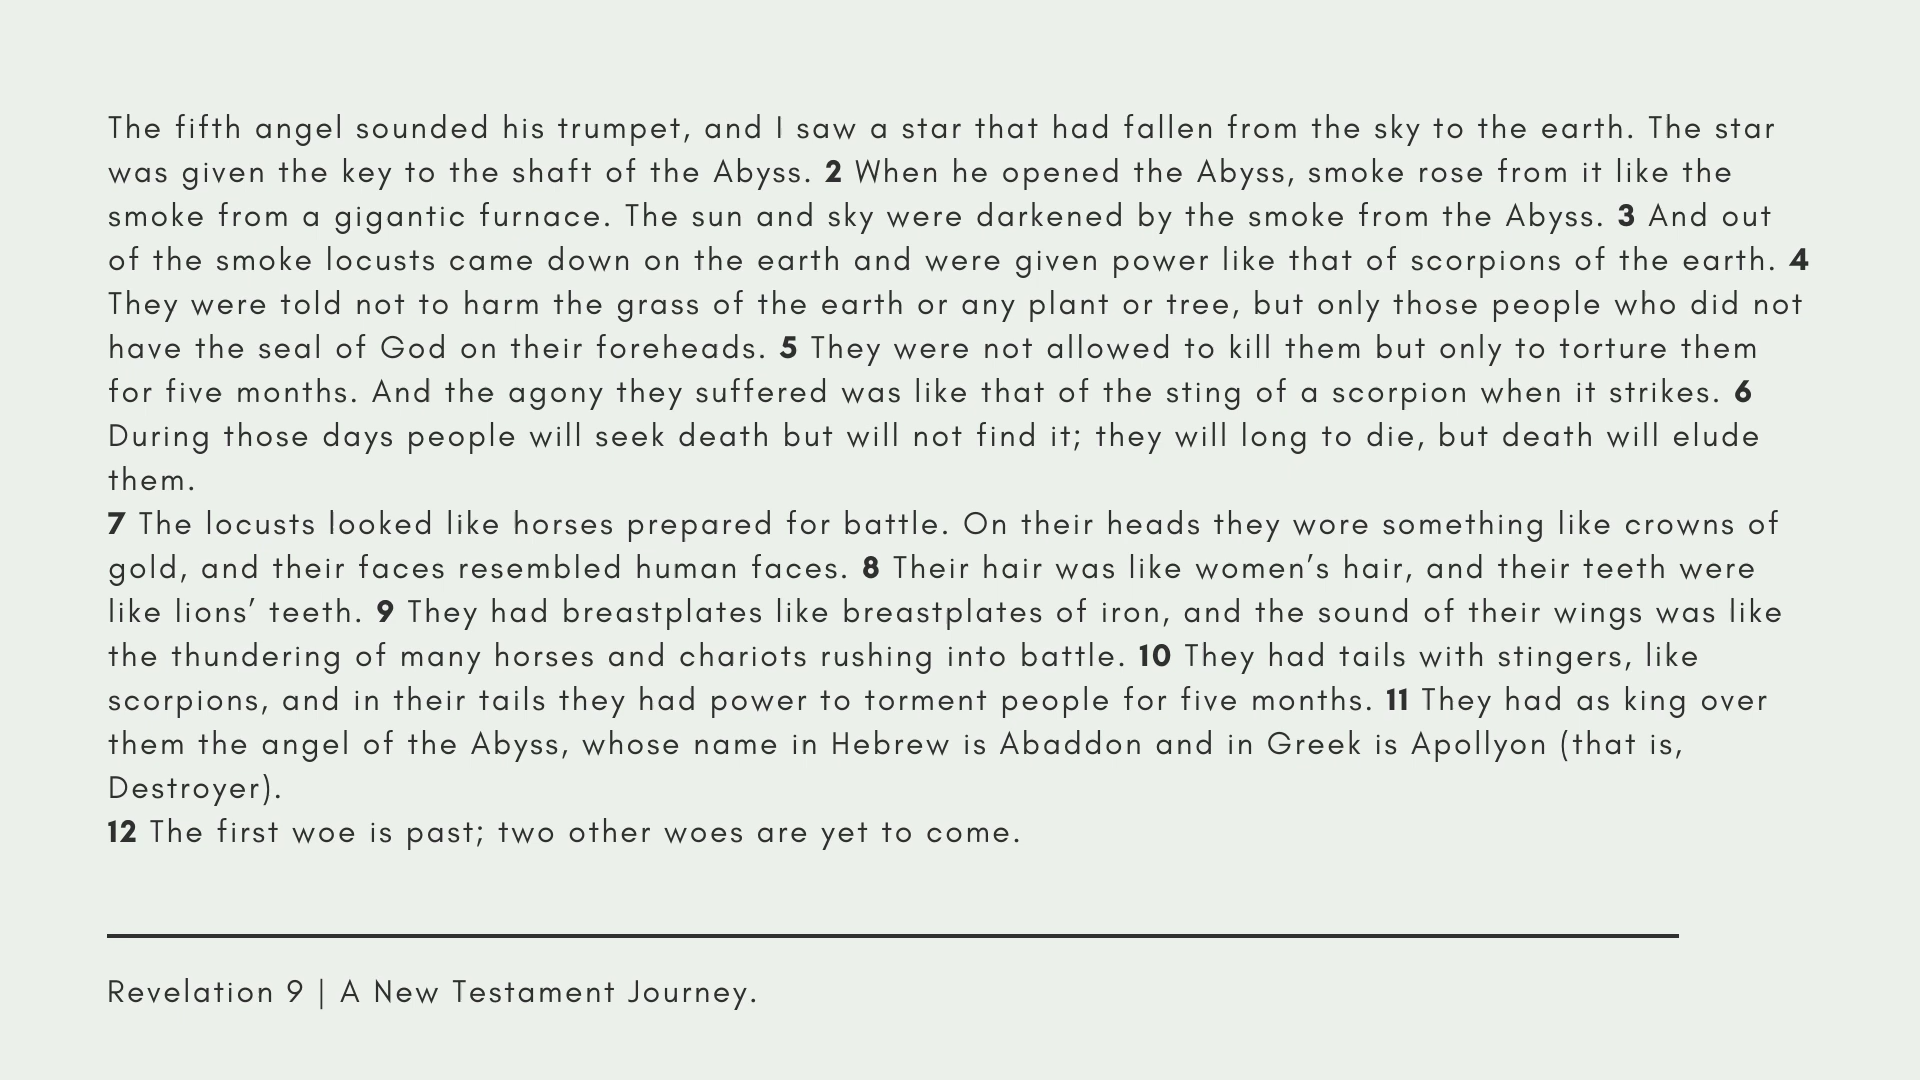 The fifth angel sounded his trumpet, and I saw a star that had fallen from the sky to the earth. The star
was given the key to the shaft of the Abyss. 2 When he opened the Abyss, smoke rose from it like the
smoke from a gigantic furnace. The sun and sky were darkened by the smoke from the Abyss. 3 And out
of the smoke locusts came down on the earth and were given power like that of scorpions of the earth. 4
They were told not to harm the grass of the earth or any plant or tree, but only those people who did not
have the seal of God on their foreheads. 5 They were not allowed to kill them but only to torture them
for five months. And the agony they suffered was like that of the sting of a scorpion when it strikes. 6
During those days people will seek death but will not find it; they will long to die, but death will elude
them.
7 The locusts looked like horses prepared for battle. On their heads they wore something like crowns of
gold, and their faces resembled human faces. 8 Their hair was like women’s hair, and their teeth were
like lions’ teeth. 9 They had breastplates like breastplates of iron, and the sound of their wings was like
the thundering of many horses and chariots rushing into battle. 10 They had tails with stingers, like
scorpions, and in their tails they had power to torment people for five months. 11 They had as king over
them the angel of the Abyss, whose name in Hebrew is Abaddon and in Greek is Apollyon (that is,
Destroyer).
12 The first woe is past; two other woes are yet to come.
Revelation 9 | A New Testament Journey.